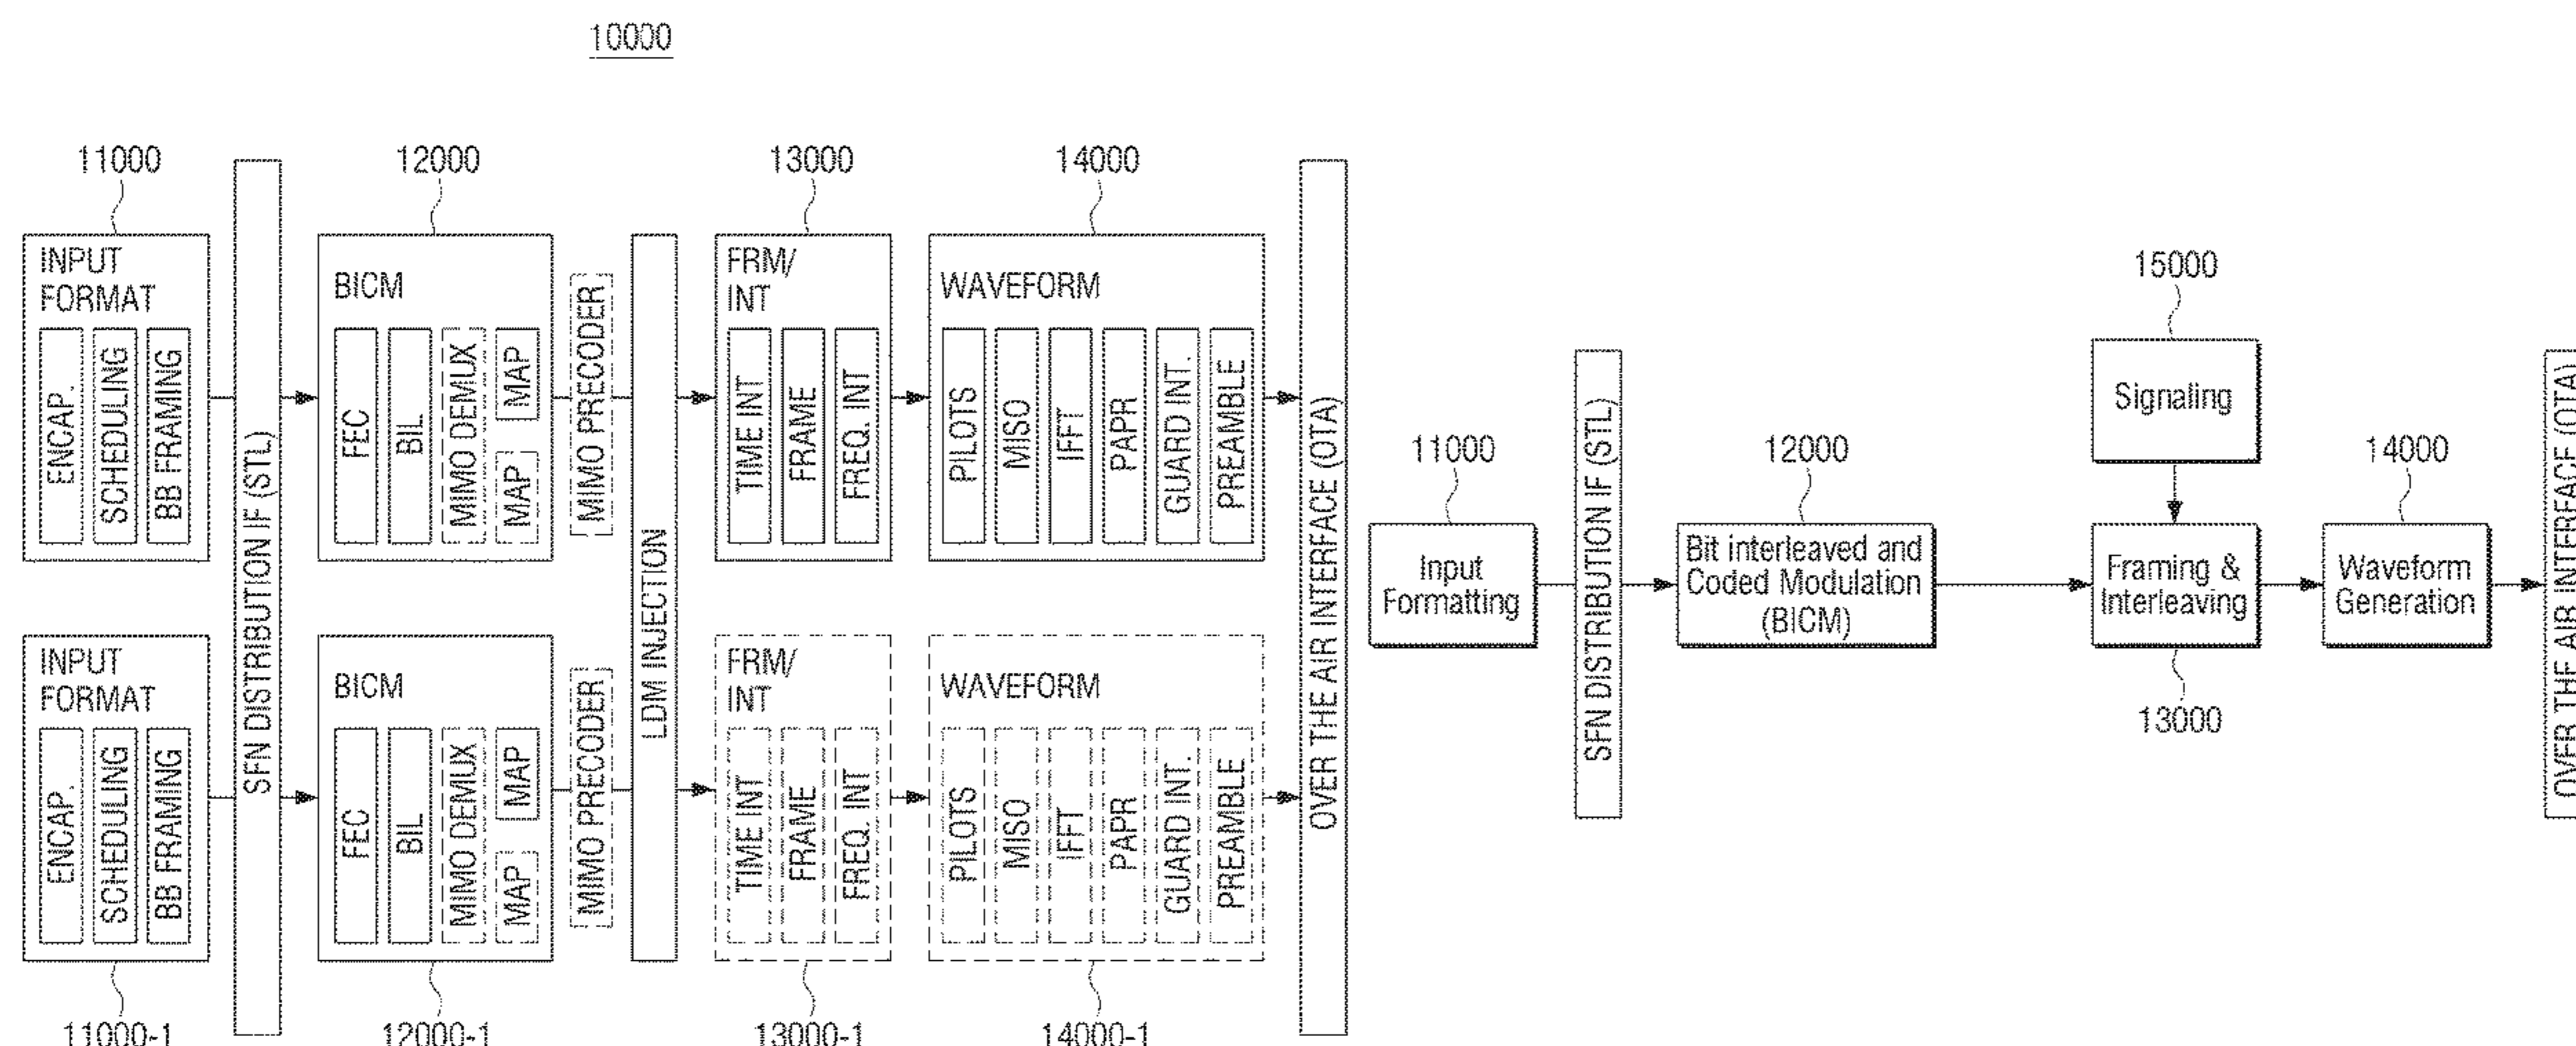 10000
11000
12000
13000
14000
INPUT
FORMAT
ENCAP.
SCHEDULING
BB FRAMING
SFN DISTRIBUTION IF (STL)
BICM
FEC
BIL
MIMO DEMUX
MAP
MAP
MIMO PRECODER
LDM INJECTION
FRM/
INT
TIME INT
FRAME
FREQ. INT
WAVEFORM
PILOTS
MISO
IFFT
PAPR
GUARD INT.
PREAMBLE
OVER THE AIR INTERFACE (OTA)
INPUT
FORMAT
ENCAP.
SCHEDULING
BB FRAMING
BICM
FEC
BIL
MIMO DEMUX
MAP
MAP
MIMO PRECODER
FRM/
INT
TIME INT
FRAME
FREQ. INT
WAVEFORM
PILOTS
MISO
IFFT
PAPR
GUARD INT.
PREAMBLE
11000-1
12000-1
13000-1
14000-1
11000
Input
Formatting
SFN DISTRIBUTION IF (STL)
12000
Bit interleaved and
Coded Modulation
(BICM)
15000
Signaling
Framing &
Interleaving
13000
14000
Waveform
Generation
OVER THE AIR INTERFACE (OTA)